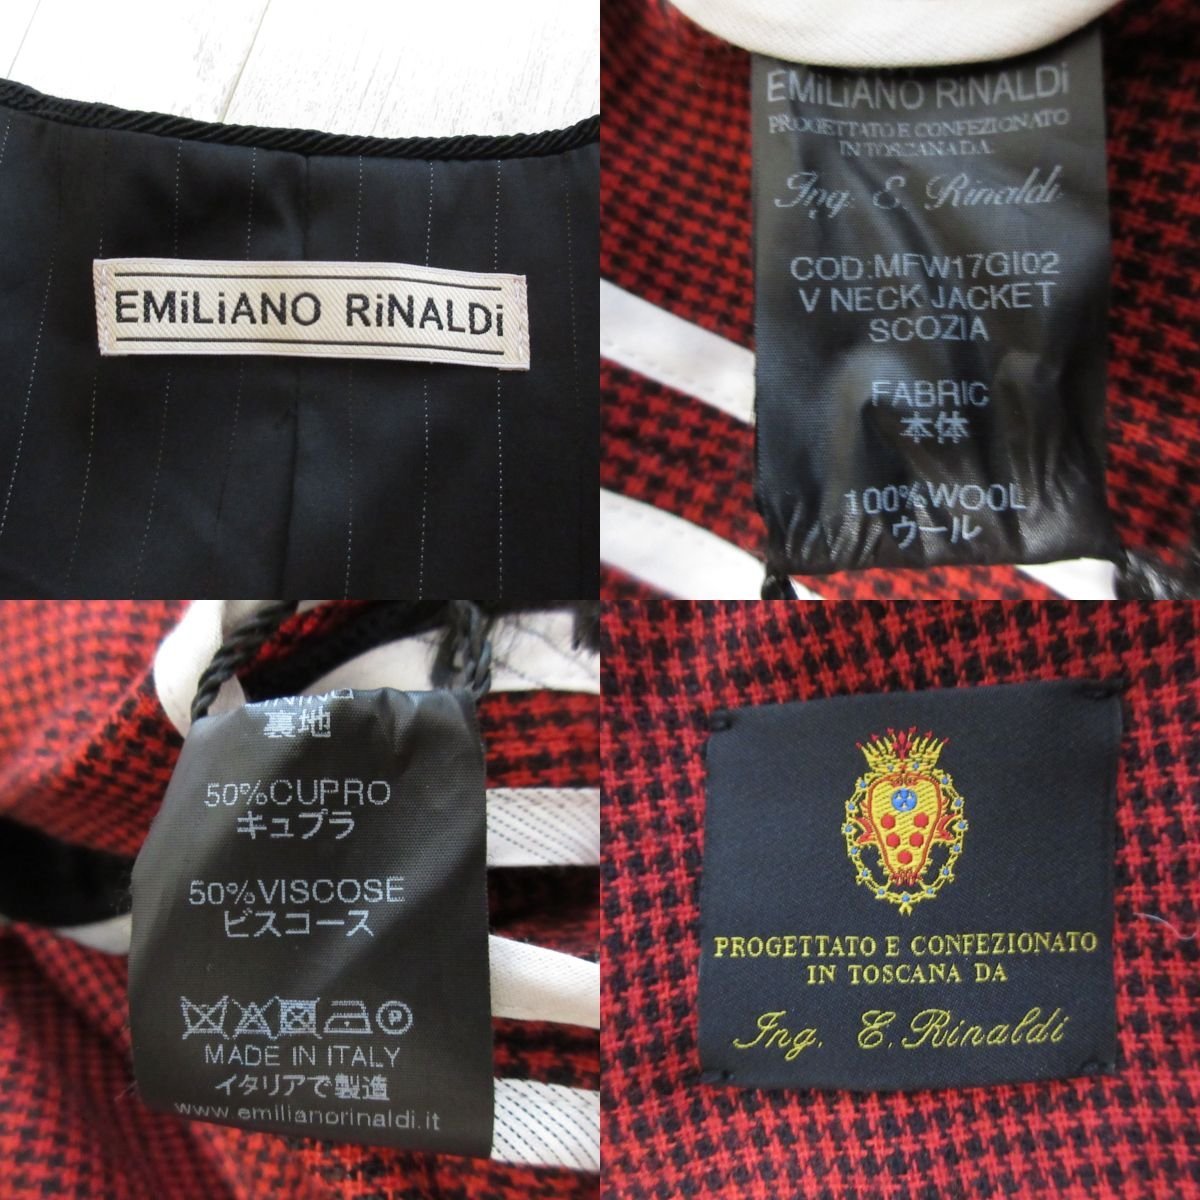 EMiLiANO RiNALDi
EMiLiANO RiNALDi
PROGETTATO E CONFEZIONATO
IN TOSCANA DA
Ing. E. Rinaldi
COD:MFW17GI02
V NECK JACKET
SCOZIA
FABRIC
本体
100%WOOL
ウール
LINING
裏地
50%CUPRO
キュプラ
50%VISCOSE
ビスコース
P
MADE IN ITALY
イタリアで製造
www.emilianorinaldi.it
PROGETTATO E CONFEZIONATO
IN TOSCANA DA
Ing. E. Rinaldi